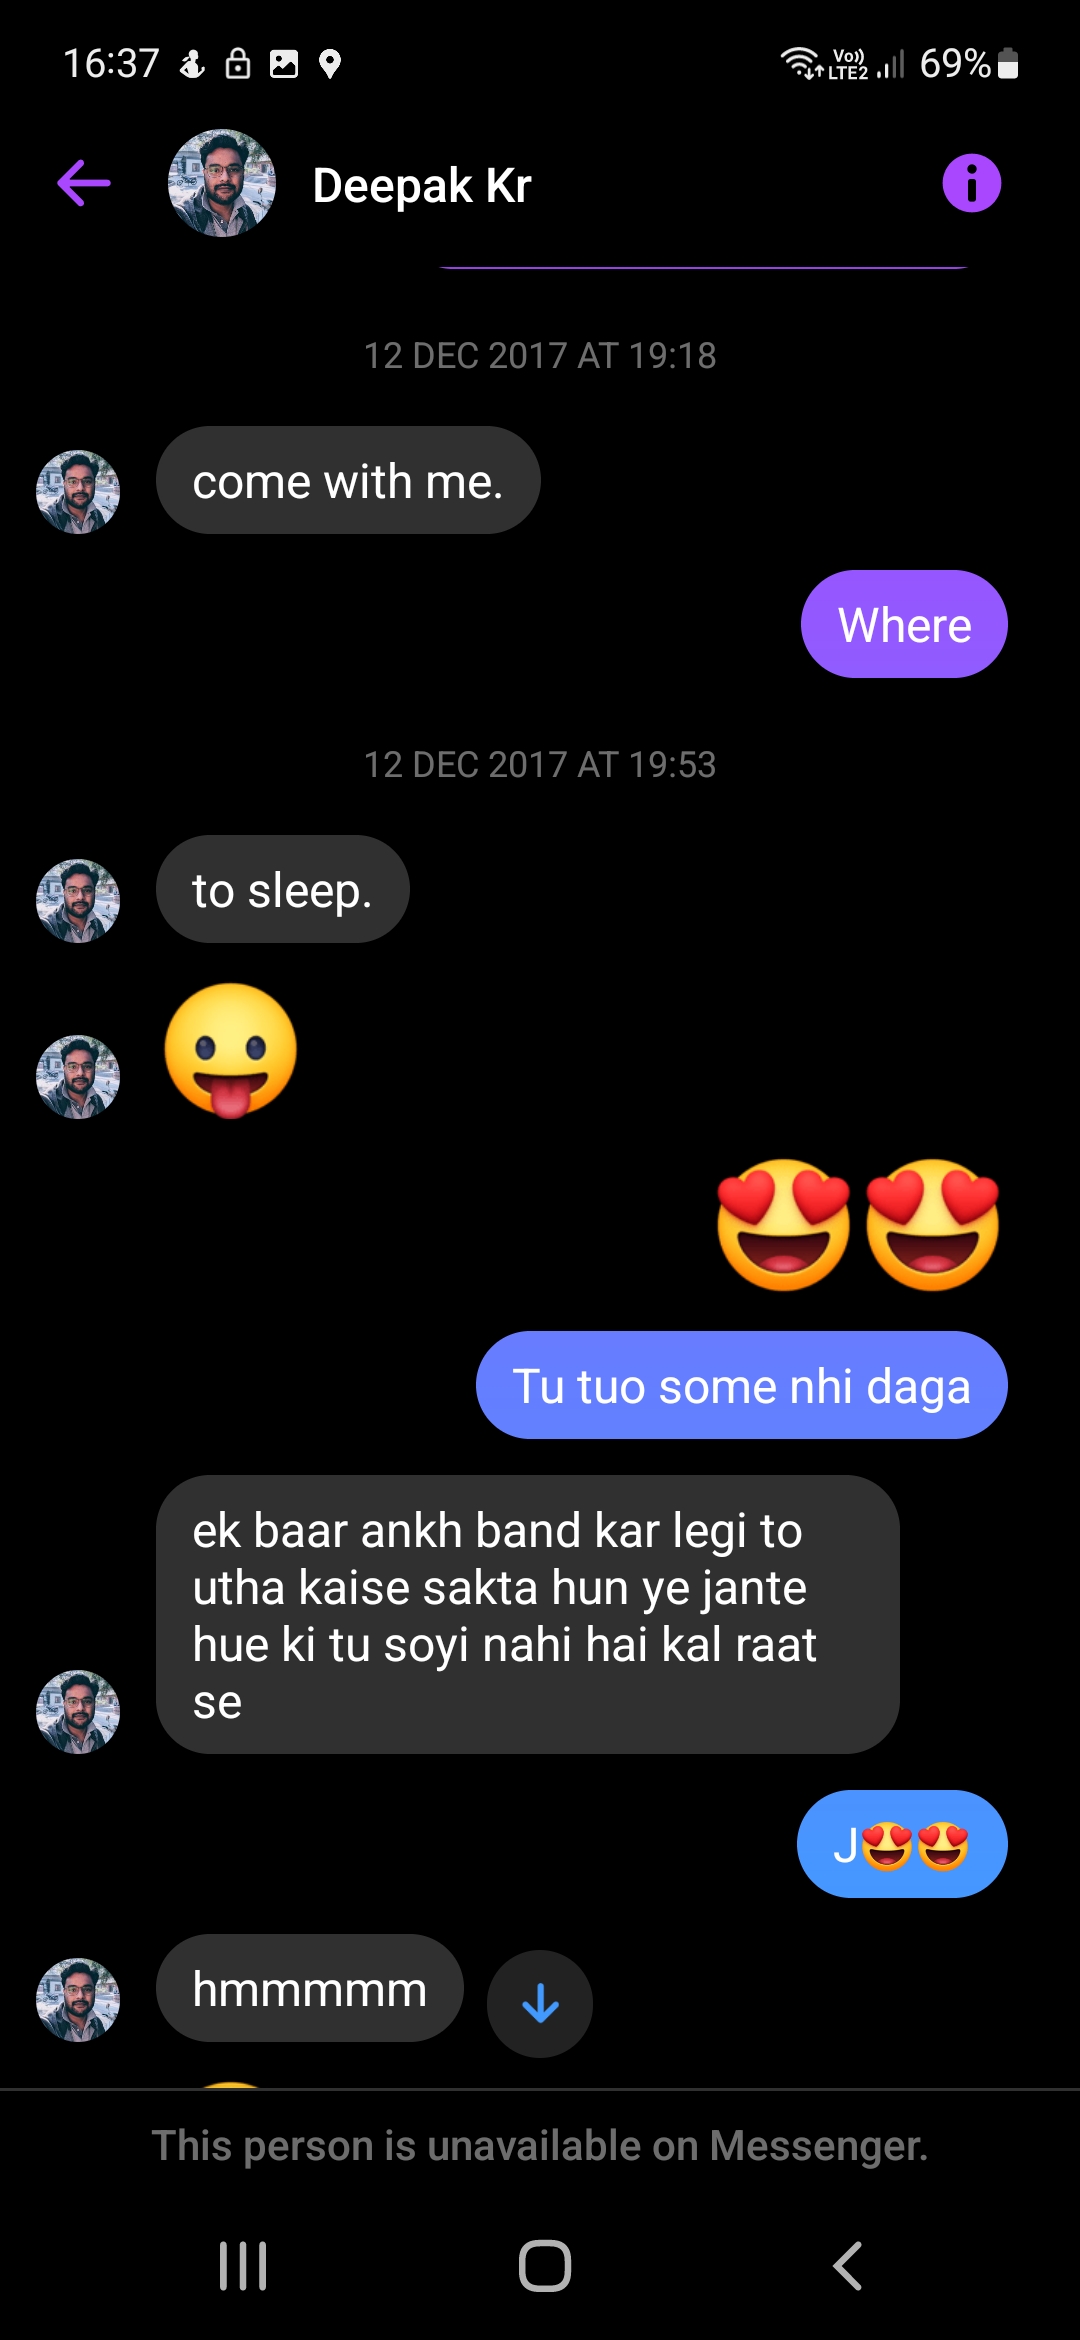 16:37
Vo))
LTE2
69%
Deepak Kr
12 DEC 2017 AT 19:18
come with me.
Where
12 DEC 2017 AT 19:53
to sleep.
😛
😍😍
Tu tuo some nhi daga
ek baar ankh band kar legi to
utha kaise sakta hun ye jante
hue ki tu soyi nahi hai kal raat
se
J😍😍
hmmmmm
This person is unavailable on Messenger.